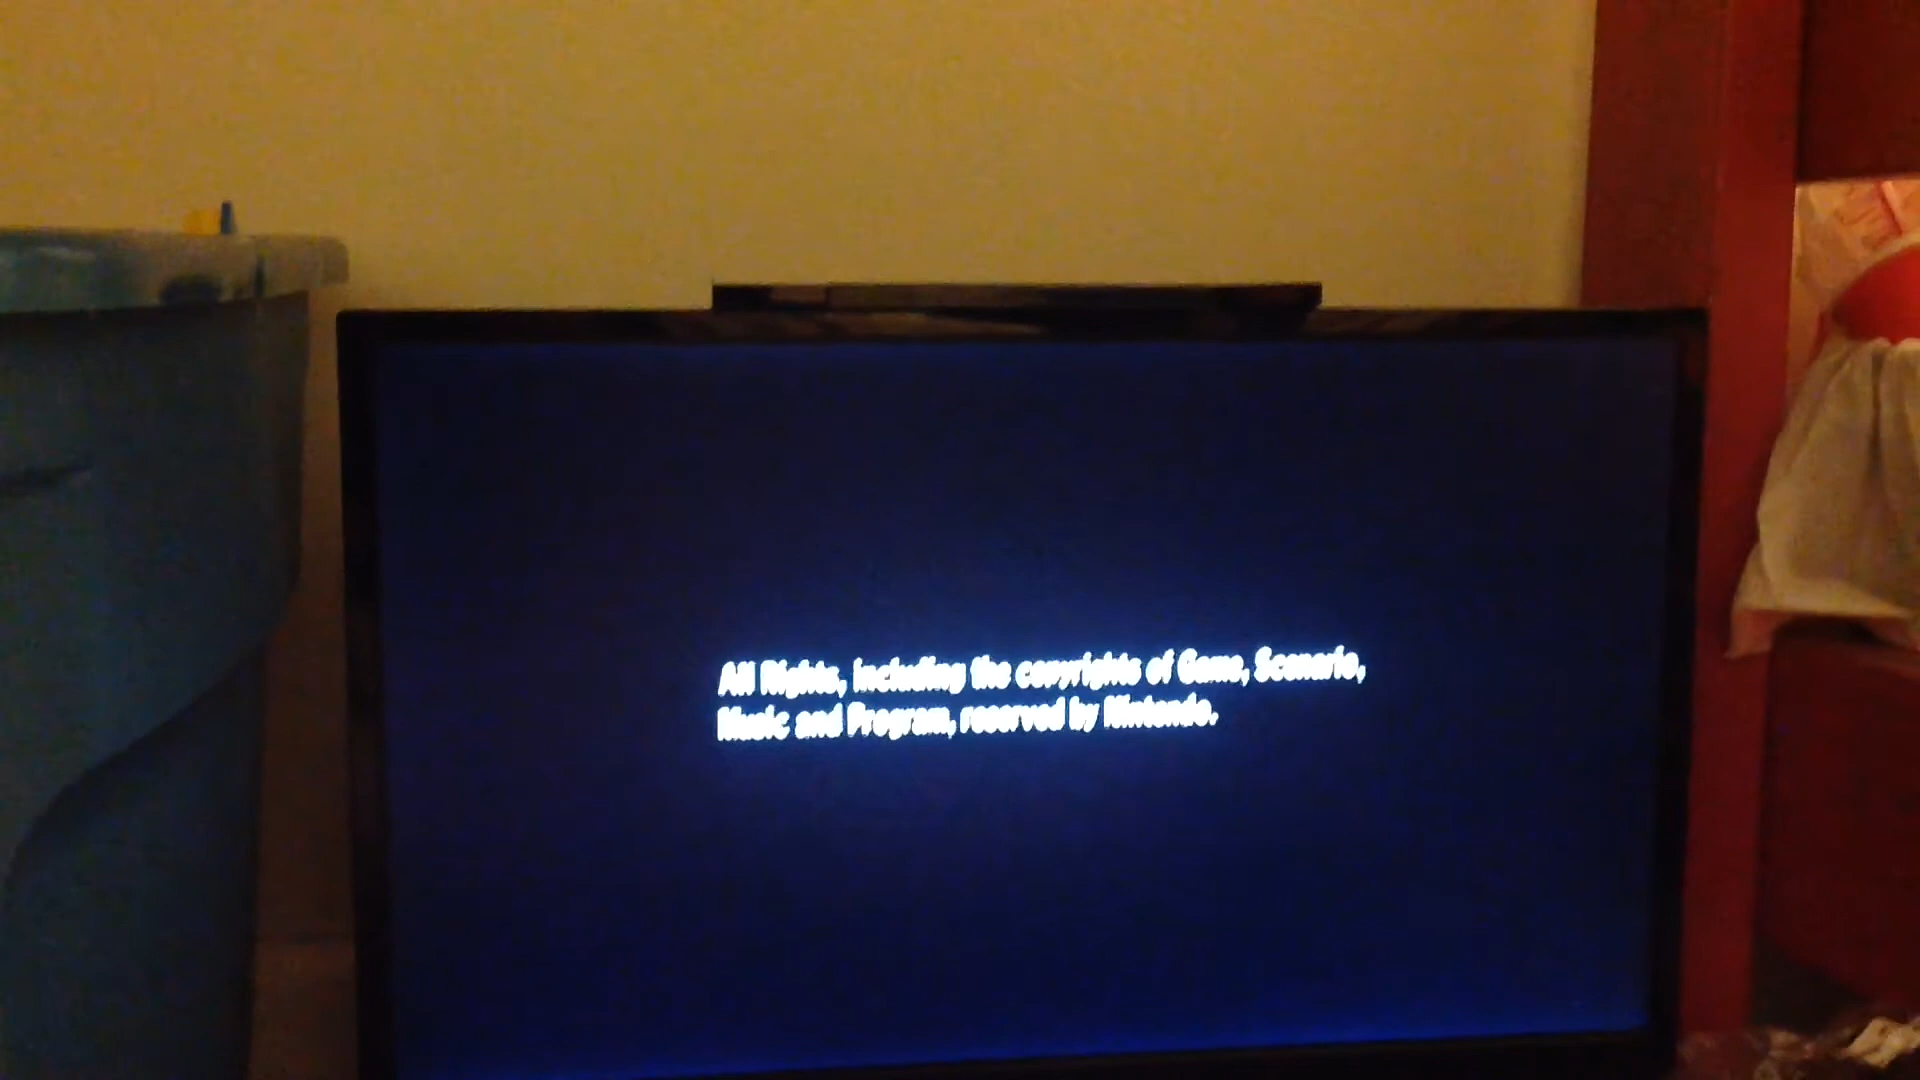 All Rights, including the copyrights of Game, Scenario,
Music and Program, reserved by Nintendo.